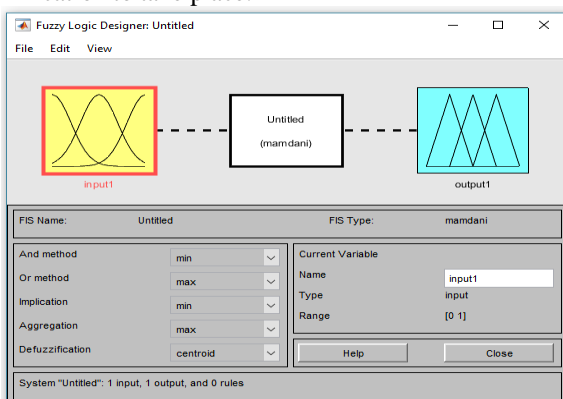 Fuzzy Logic Designer: Untitled
File Edit View
Untitled
(mamdani)
input1
output1
FIS Name: Untitled FIS Type: mamdani
And method min
Or method max
Implication min
Aggregation max
Defuzzification centroid
Current Variable
Name input1
Type input
Range [0 1]
Help Close
System "Untitled": 1 input, 1 output, and 0 rules